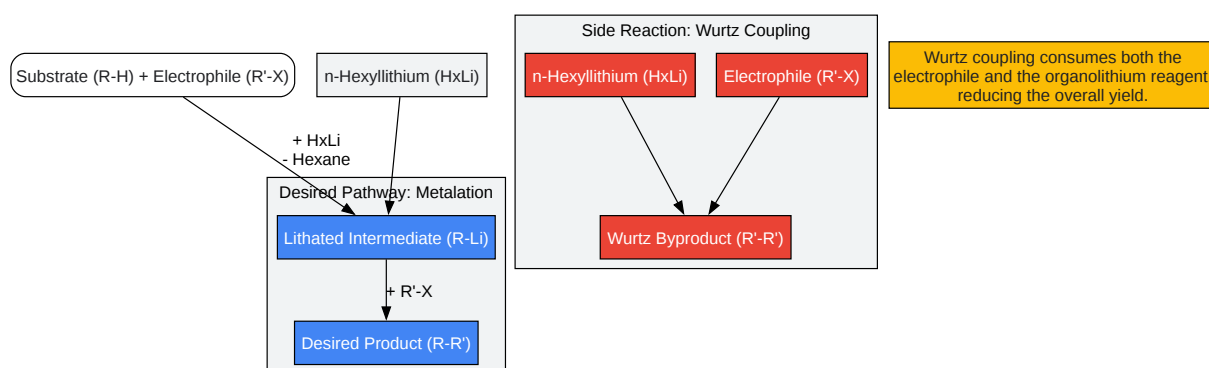 Substrate (R-H) + Electrophile (R'-X)
n-Hexyllithium (HxLi)
+ HxLi
- Hexane
Desired Pathway: Metalation
Lithated Intermediate (R-Li)
+ R'-X
Desired Product (R-R')
Side Reaction: Wurtz Coupling
n-Hexyllithium (HxLi)
Electrophile (R'-X)
Wurtz Byproduct (R'-R')
Wurtz coupling consumes both the
electrophile and the organolithium reagent
reducing the overall yield.